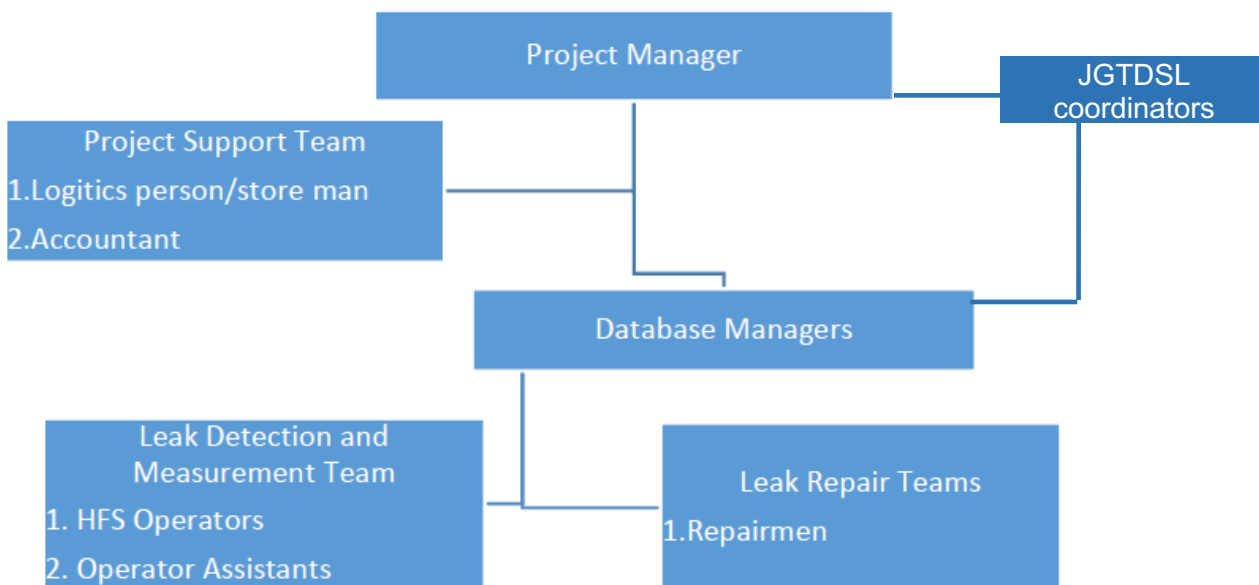 Project Manager
JGTDSL
coordinators
Project Support Team
1.Logitics person/store man
2.Accountant
Database Managers
Leak Detection and
Measurement Team
1. HFS Operators
2. Operator Assistants
Leak Repair Teams
1.Repairmen